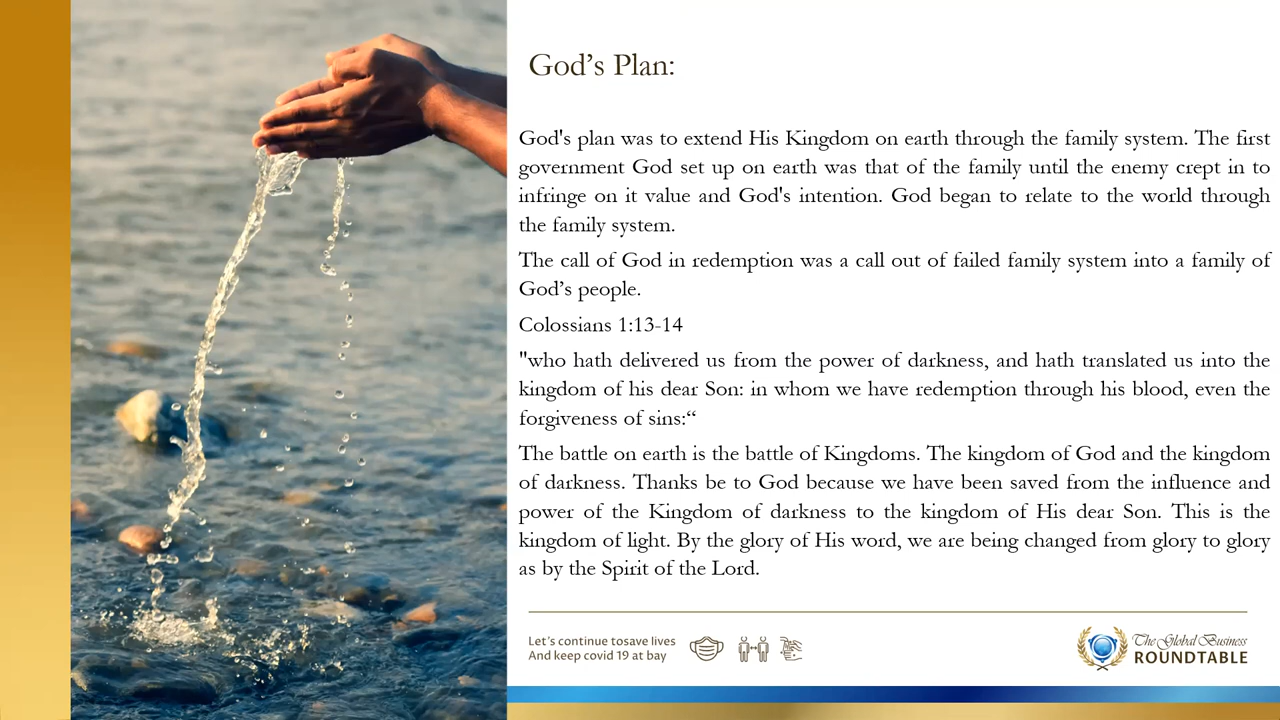 God’s Plan:
God's plan was to extend His Kingdom on earth through the family system. The first
government God set up on earth was that of the family until the enemy crept in to
infringe on it value and God's intention. God began to relate to the world through
the family system.
The call of God in redemption was a call out of failed family system into a family of
God’s people.
Colossians 1:13-14
"who hath delivered us from the power of darkness, and hath translated us into the
kingdom of his dear Son: in whom we have redemption through his blood, even the
forgiveness of sins:“
The battle on earth is the battle of Kingdoms. The kingdom of God and the kingdom
of darkness. Thanks be to God because we have been saved from the influence and
power of the Kingdom of darkness to the kingdom of His dear Son. This is the
kingdom of light. By the glory of His word, we are being changed from glory to glory
as by the Spirit of the Lord.
Let's continue tosave lives
And keep covid 19 at bay
The Global Business
ROUNDTABLE